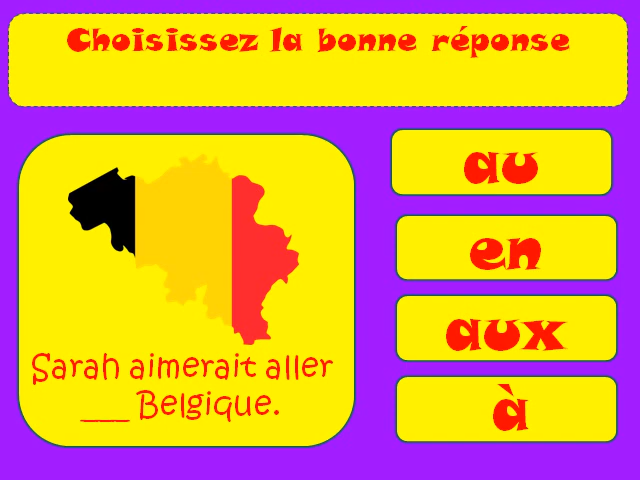 Choisissez la bonne réponse
Sarah aimerait aller
___ Belgique.
au
en
aux
à